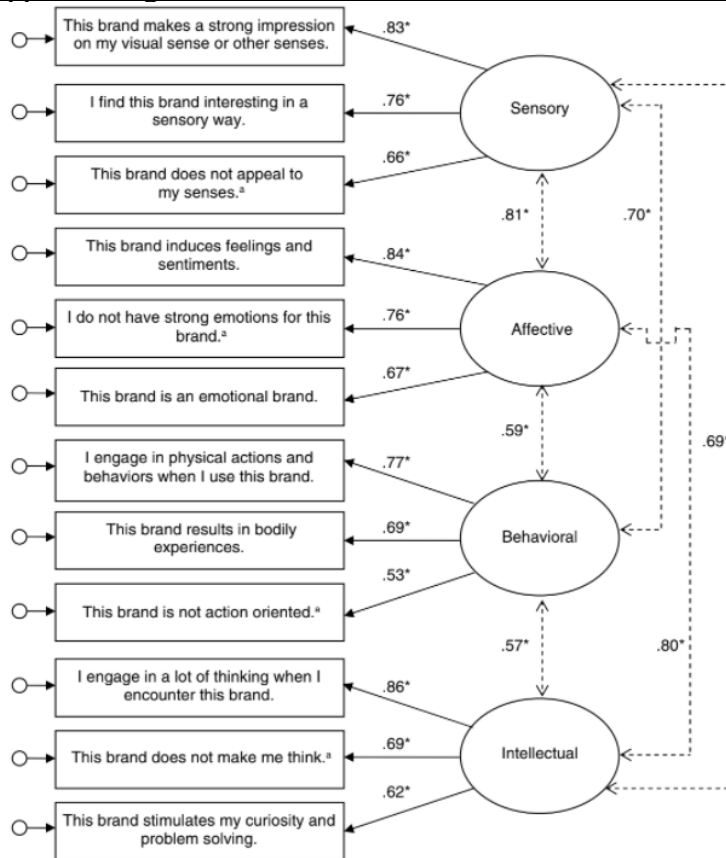 This brand makes a strong impression
on my visual sense or other senses.
.83*
I find this brand interesting in a
sensory way.
.76*
Sensory
This brand does not appeal to
my senses.ª
.66*
.81*
.70*
This brand induces feelings and
sentiments.
.84*
I do not have strong emotions for this
brand.ª
.76*
Affective
This brand is an emotional brand.
.67*
.59*
.69*
I engage in physical actions and
behaviors when I use this brand.
.77*
This brand results in bodily
experiences.
.69*
Behavioral
This brand is not action oriented.ª
.53*
.57*
.80*
I engage in a lot of thinking when I
encounter this brand.
.86*
This brand does not make me think.ª
.69*
Intellectual
This brand stimulates my curiosity and
problem solving.
.62*